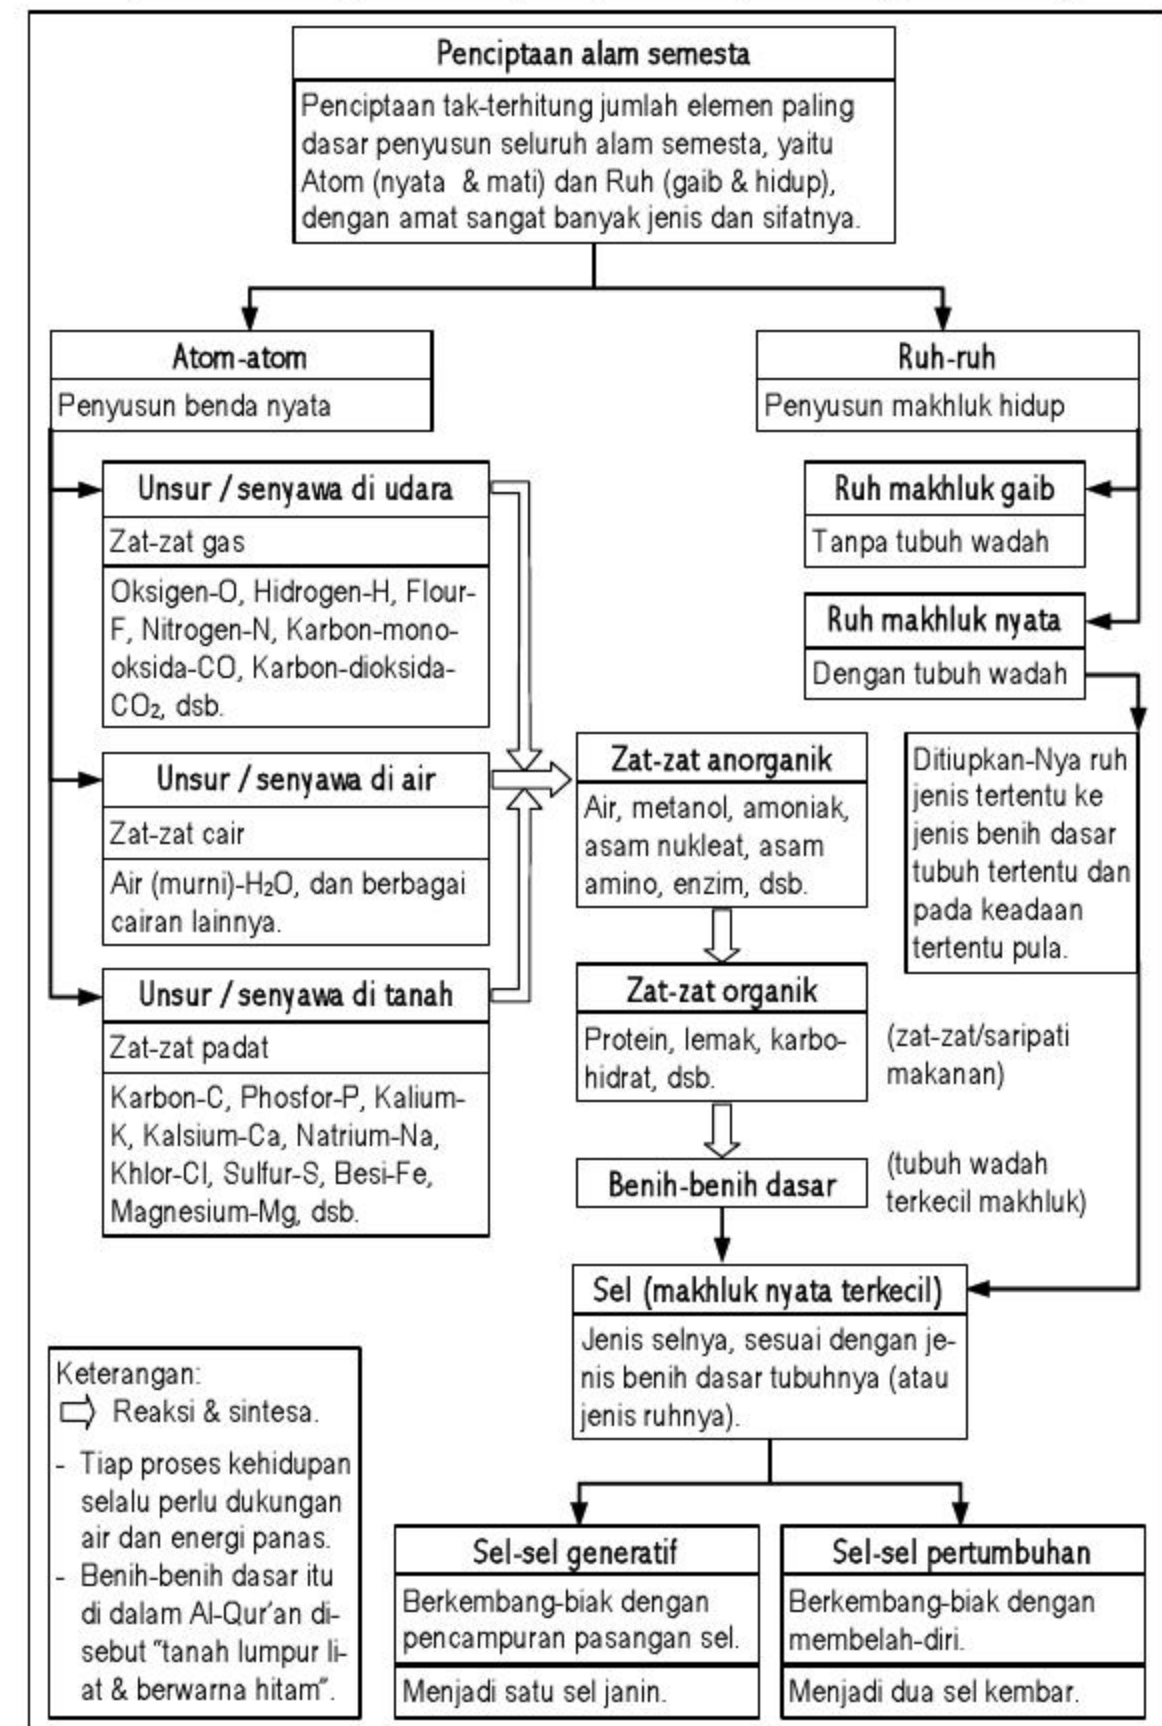 Penciptaan alam semesta
Penciptaan tak-terhitung jumlah elemen paling
dasar penyusun seluruh alam semesta, yaitu
Atom (nyata & mati) dan Ruh (gaib & hidup),
dengan amat sangat banyak jenis dan sifatnya.
Atom-atom
Penyusun benda nyata
Ruh-ruh
Penyusun makhluk hidup
Unsur / senyawa di udara
Zat-zat gas
Oksigen-O, Hidrogen-H, Flour-
F, Nitrogen-N, Karbon-mono-
oksida-CO, Karbon-dioksida-
CO₂, dsb.
Ruh makhluk gaib
Tanpa tubuh wadah
Ruh makhluk nyata
Dengan tubuh wadah
Unsur / senyawa di air
Zat-zat cair
Air (murni)-H₂O, dan berbagai
cairan lainnya.
Zat-zat anorganik
Air, metanol, amoniak,
asam nukleat, asam
amino, enzim, dsb.
Ditiupkan-Nya ruh
jenis tertentu ke
jenis benih dasar
tubuh tertentu dan
pada keadaan
tertentu pula.
Unsur / senyawa di tanah
Zat-zat padat
Karbon-C, Phosfor-P, Kalium-
K, Kalsium-Ca, Natrium-Na,
Khlor-Cl, Sulfur-S, Besi-Fe,
Magnesium-Mg, dsb.
Zat-zat organik
Protein, lemak, karbo-
hidrat, dsb.
(zat-zat/saripati
makanan)
Benih-benih dasar
(tubuh wadah
terkecil makhluk)
Sel (makhluk nyata terkecil)
Jenis selnya, sesuai dengan je-
nis benih dasar tubuhnya (atau
jenis ruhnya).
Keterangan:
Reaksi & sintesa.
- Tiap proses kehidupan
selalu perlu dukungan
air dan energi panas.
- Benih-benih dasar itu
di dalam Al-Qur'an di-
sebut "tanah lumpur li-
at & berwarna hitam".
Sel-sel generatif
Berkembang-biak dengan
pencampuran pasangan sel.
Menjadi satu sel janin.
Sel-sel pertumbuhan
Berkembang-biak dengan
membelah-diri.
Menjadi dua sel kembar.